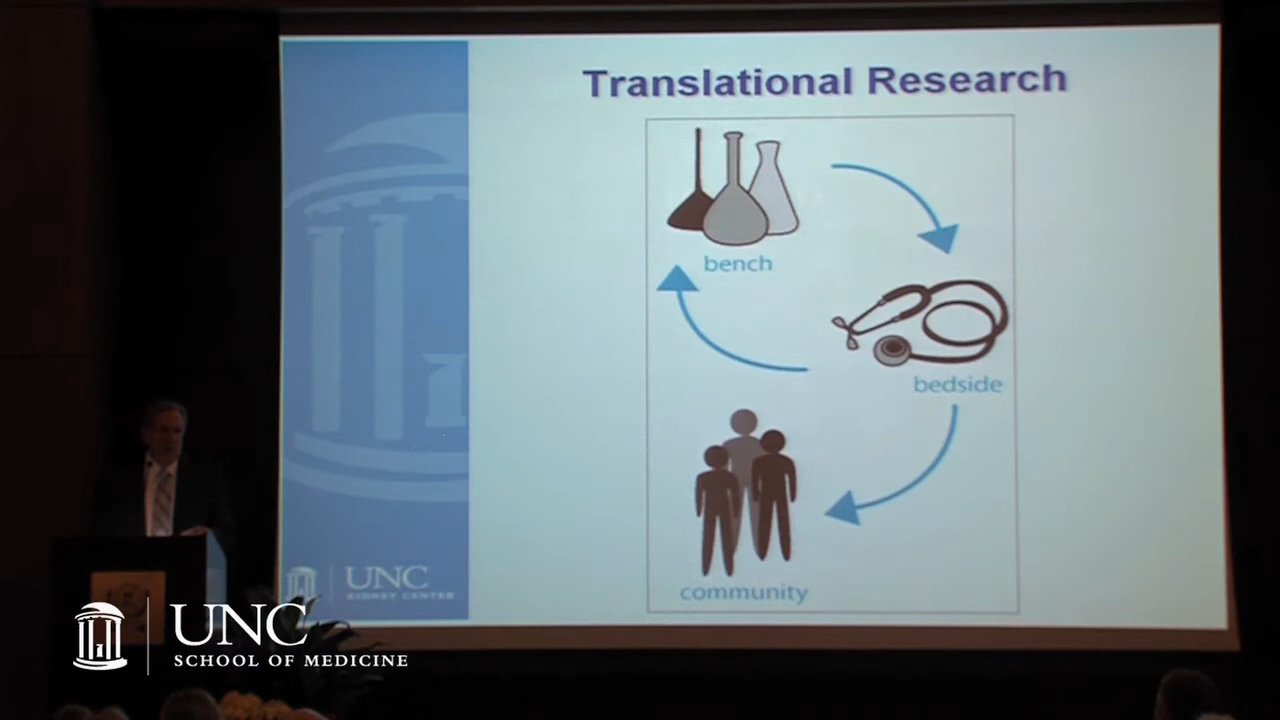 Translational Research
bench
bedside
community
UNC
KIDNEY CENTER
UNC
SCHOOL OF MEDICINE